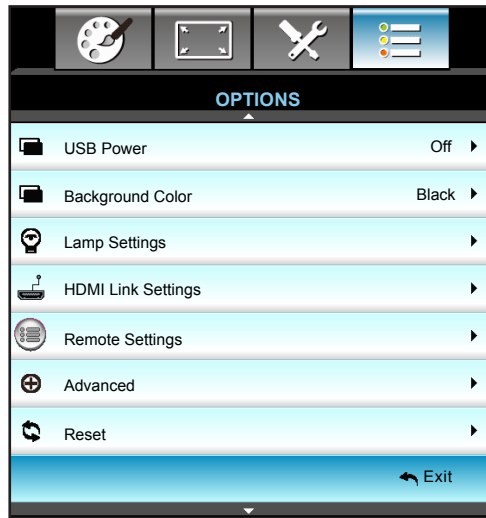 OPTIONS
USB Power Off
Background Color Black
Lamp Settings
HDMI Link Settings
Remote Settings
Advanced
Reset
Exit